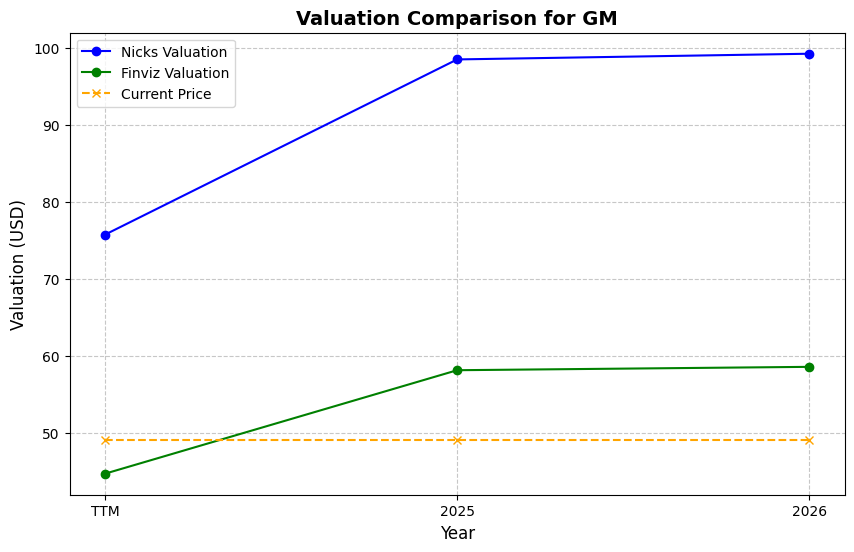 Valuation Comparison for GM
Nicks Valuation
Finviz Valuation
Current Price
Valuation (USD)
100
90
80
70
60
50
TTM
2025
2026
Year